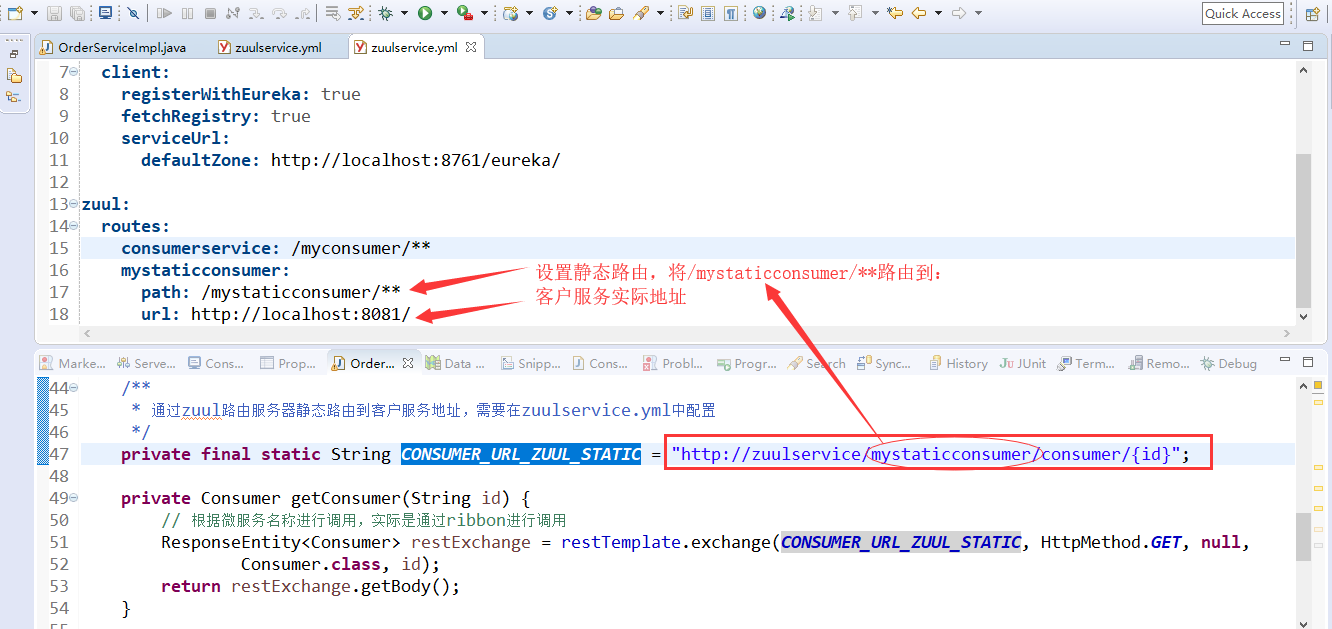 Quick Access
OrderServiceImpl.java zuulservice.yml zuulservice.yml
7 client:
8 registerWithEureka: true
9 fetchRegistry: true
10 serviceUrl:
11 defaultZone: http://localhost:8761/eureka/
12
13 zuul:
14 routes:
15 consumerservice: /myconsumer/**
16 mystaticconsumer:
17 path: /mystaticconsumer/**
18 url: http://localhost:8081/
设置静态路由，将/mystaticconsumer/**路由到：
客户服务实际地址
Marke... Serve... Cons... Prop... Order... Data ... Snipp... Cons... Probl... Progr... Search Sync... History JUnit Term... Remo... Debug
44 /**
45 * 通过zuul路由服务器静态路由到客户服务地址，需要在zuulservice.yml中配置
46 */
47 private final static String CONSUMER_URL_ZUUL_STATIC = "http://zuulservice/mystaticconsumer/consumer/{id}";
48
49 private Consumer getConsumer(String id) {
50 // 根据微服务名称进行调用，实际是通过ribbon进行调用
51 ResponseEntity<Consumer> restExchange = restTemplate.exchange(CONSUMER_URL_ZUUL_STATIC, HttpMethod.GET, null,
52 Consumer.class, id);
53 return restExchange.getBody();
54 }